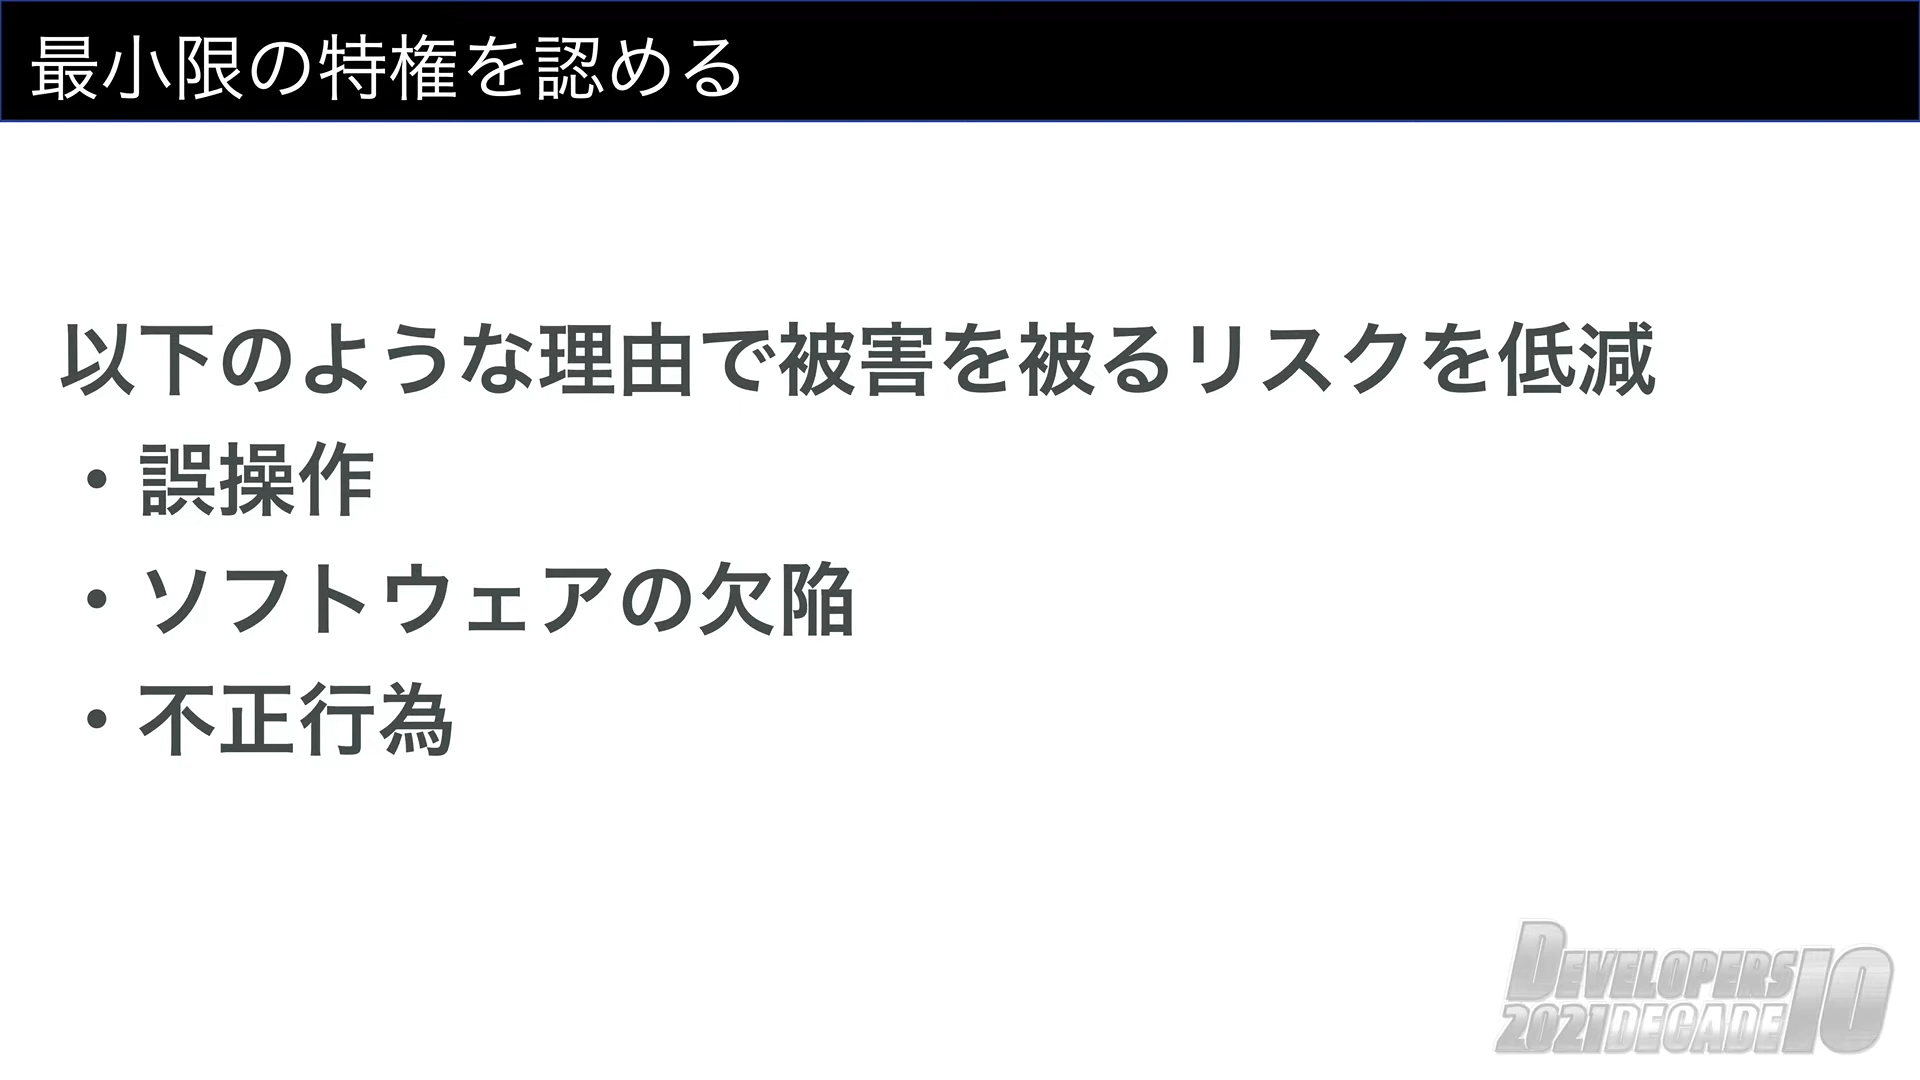 最小限の特権を認める
以下のような理由で被害を被るリスクを低減
・誤操作
・ソフトウェアの欠陥
・不正行為
DEVELOPERS
2021 DECADE 10